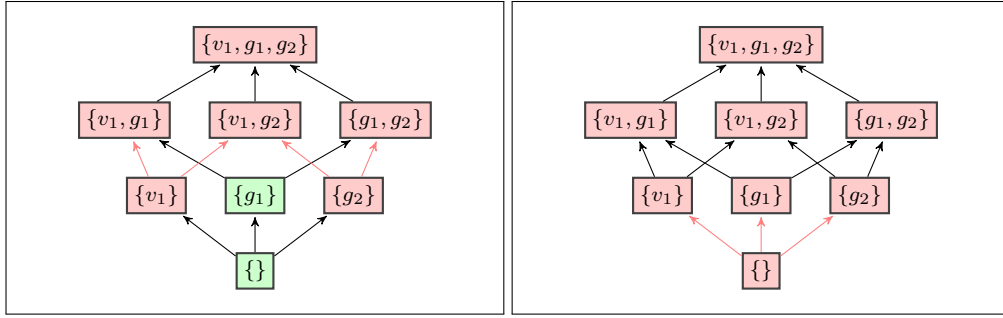 {v₁, g₁, g₂}
{v₁, g₁} {v₁, g₂} {g₁, g₂}
{v₁} {g₁} {g₂}
{}
{v₁, g₁, g₂}
{v₁, g₁} {v₁, g₂} {g₁, g₂}
{v₁} {g₁} {g₂}
{}